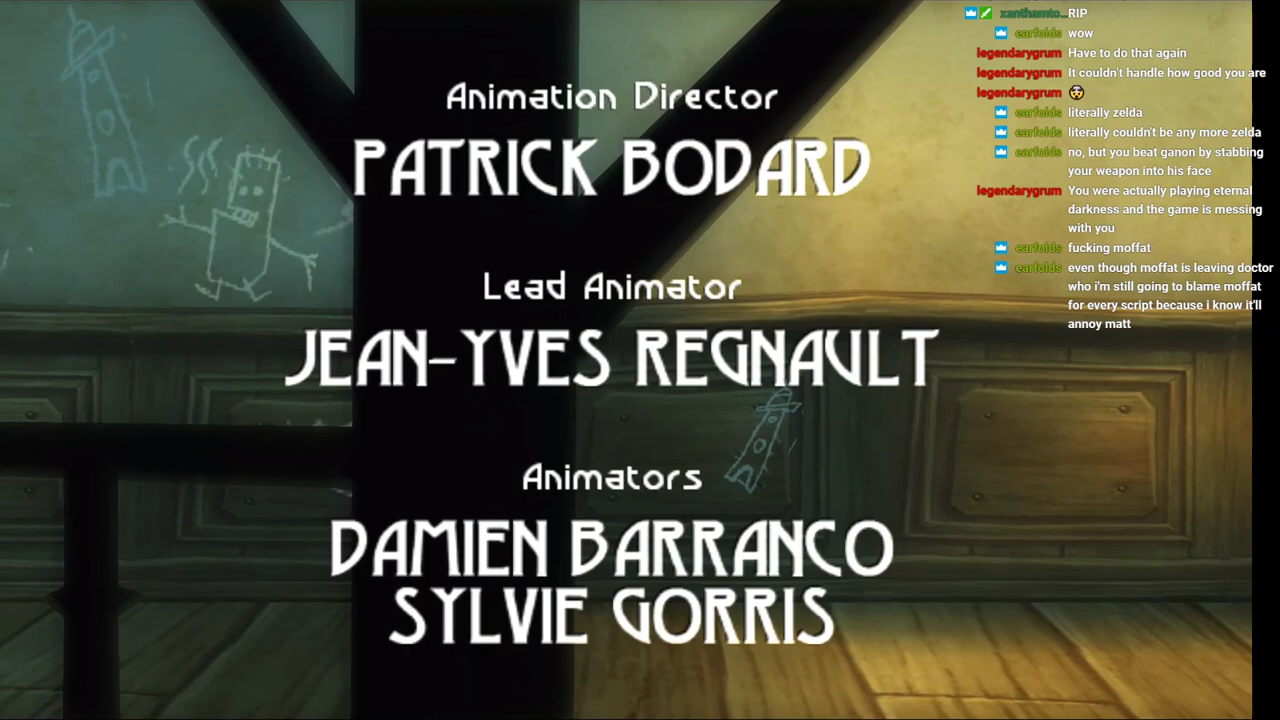 Animation Director
PATRICK BODARD
Lead Animator
JEAN-YVES REGNAULT
Animators
DAMIEN BARRANCO
SYLVIE GORRIS
xanthamto… RIP
earfolds wow
legendarygrum Have to do that again
legendarygrum It couldn't handle how good you are
legendarygrum
earfolds literally zelda
earfolds literally couldn't be any more zelda
earfolds no, but you beat ganon by stabbing
your weapon into his face
legendarygrum You were actually playing eternal
darkness and the game is messing
with you
earfolds fucking moffat
earfolds even though moffat is leaving doctor
who i'm still going to blame moffat
for every script because i know it'll
annoy matt